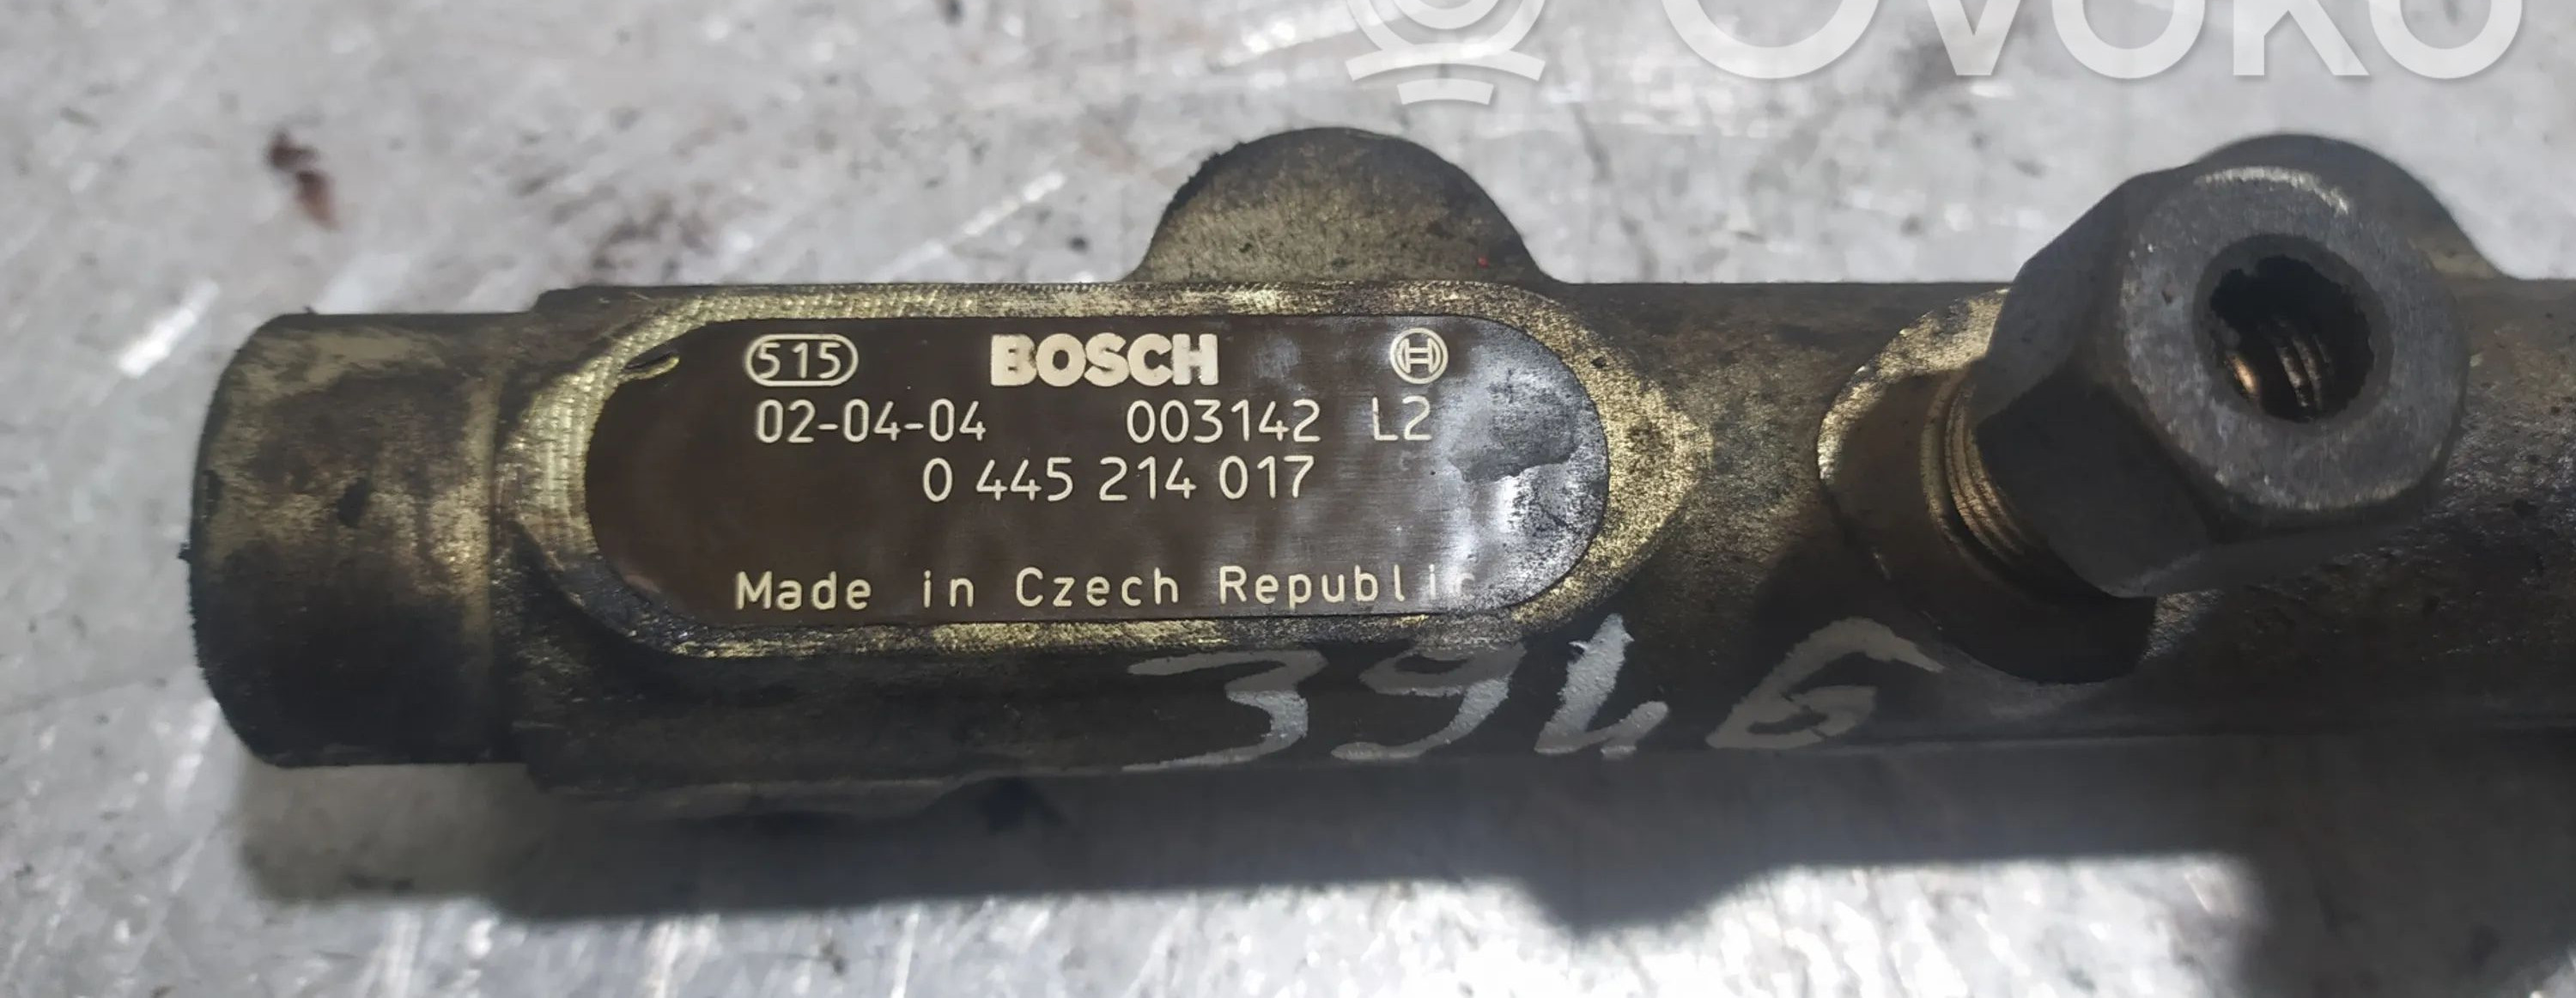 OVOKO
515 BOSCH
02-04-04 003142 L2
0 445 214 017
Made in Czech Republic
3946